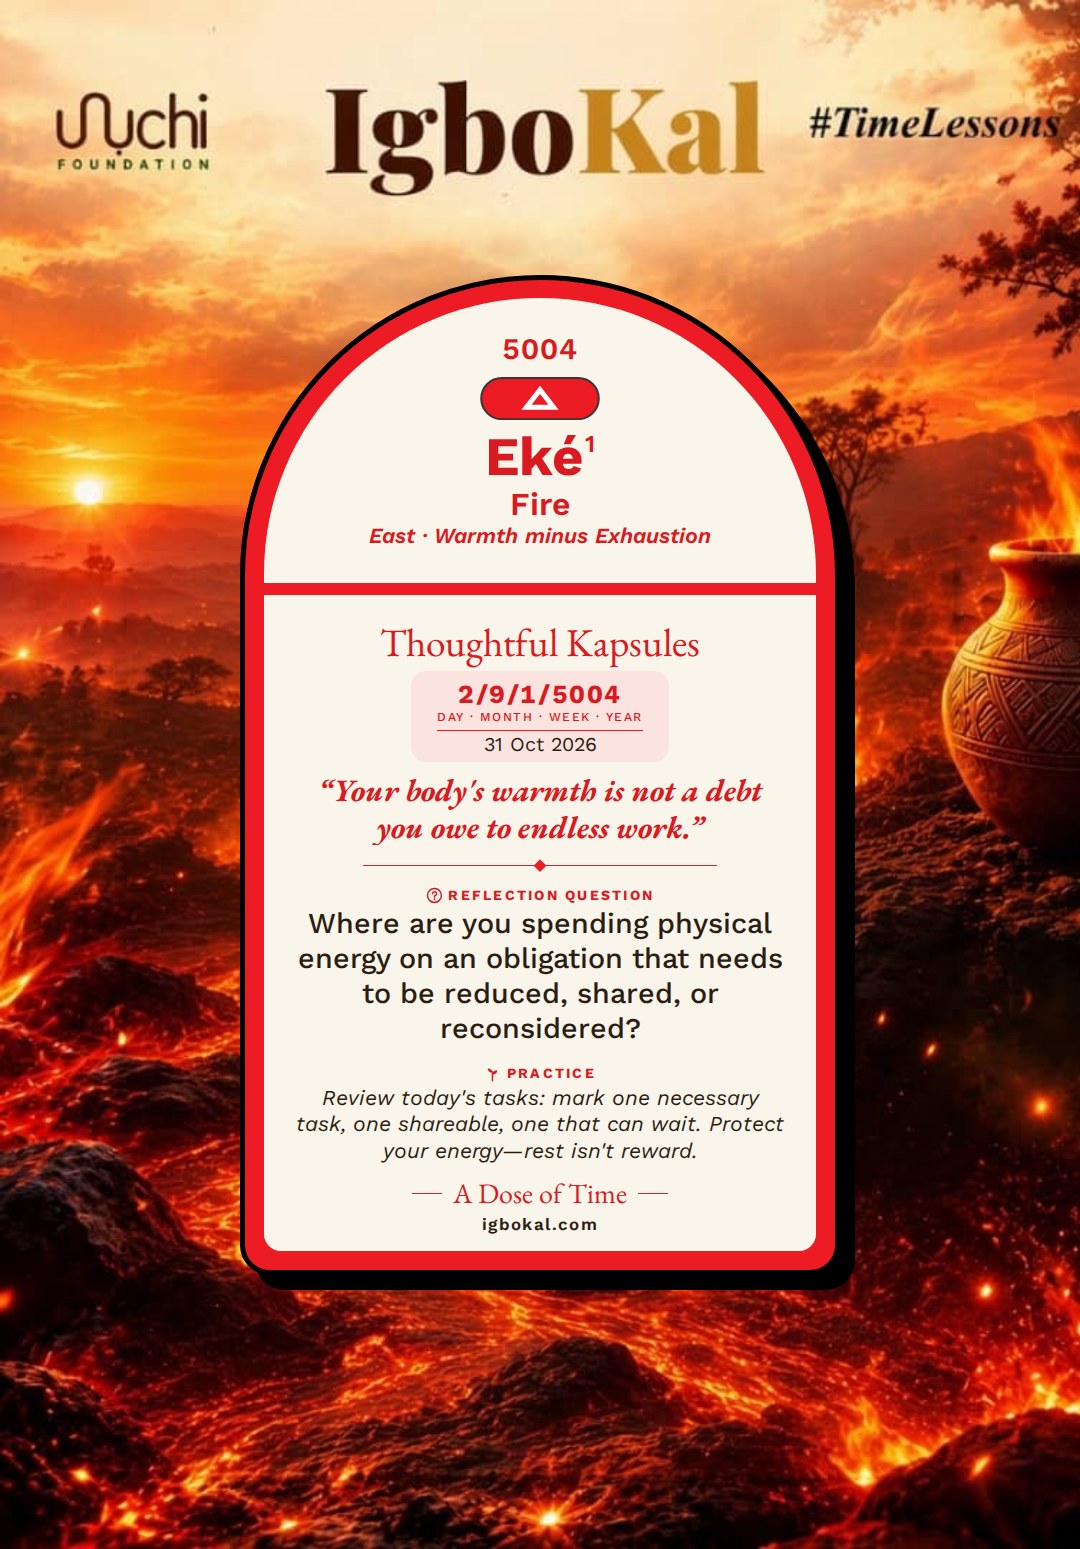 Ụchi
FOUNDATION
IgboKal
#TimeLessons
5004
Eké¹
Fire
East · Warmth minus Exhaustion
Thoughtful Kapsules
2/9/1/5004
DAY · MONTH · WEEK · YEAR
31 Oct 2026
“Your body's warmth is not a debt
you owe to endless work.”
REFLECTION QUESTION
Where are you spending physical
energy on an obligation that needs
to be reduced, shared, or
reconsidered?
PRACTICE
Review today's tasks: mark one necessary
task, one shareable, one that can wait. Protect
your energy—rest isn't reward.
A Dose of Time
igbokal.com